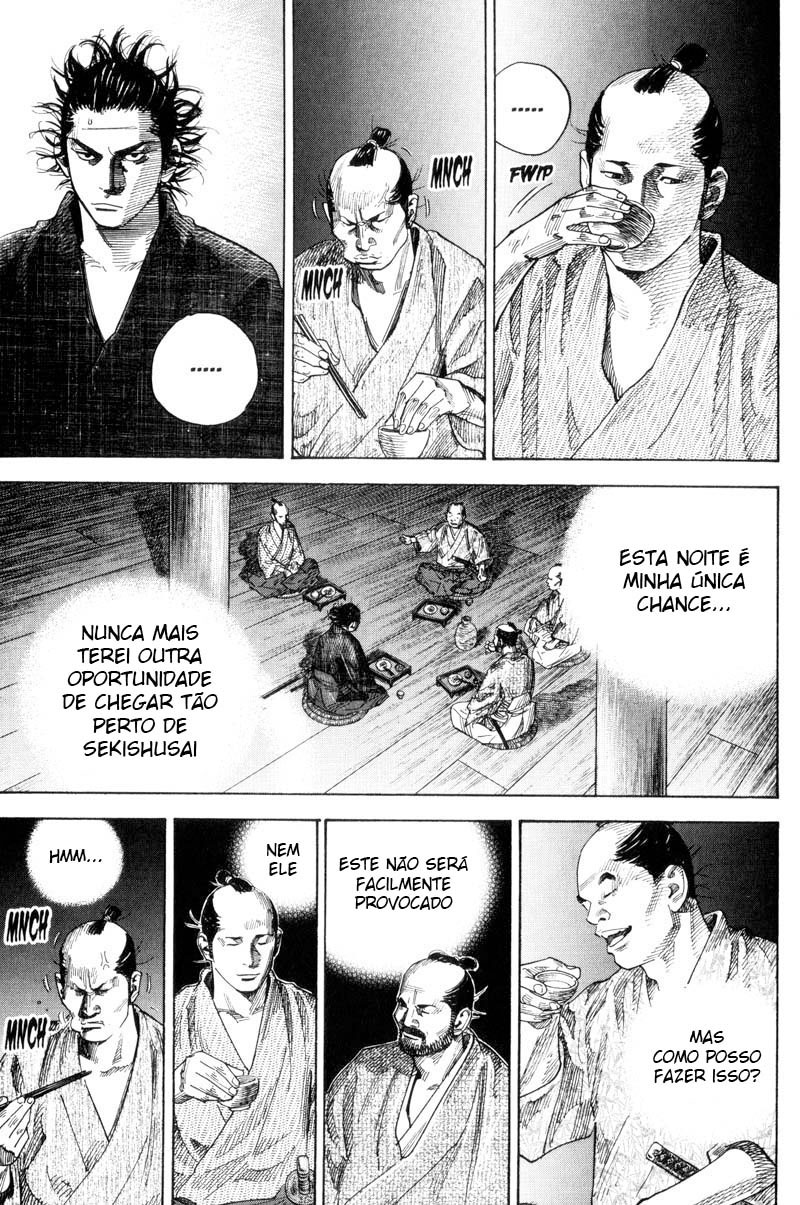 .....
FWIP
MNCH
MNCH
.....
ESTA NOITE É
MINHA ÚNICA
CHANCE...
NUNCA MAIS
TEREI OUTRA
OPORTUNIDADE
DE CHEGAR TÃO
PERTO DE
SEKISHUSAI
MAS
COMO POSSO
FAZER ISSO?
ESTE NÃO SERÁ
FACILMENTE
PROVOCADO
NEM
ELE
HMM...
MNCH
MNCH